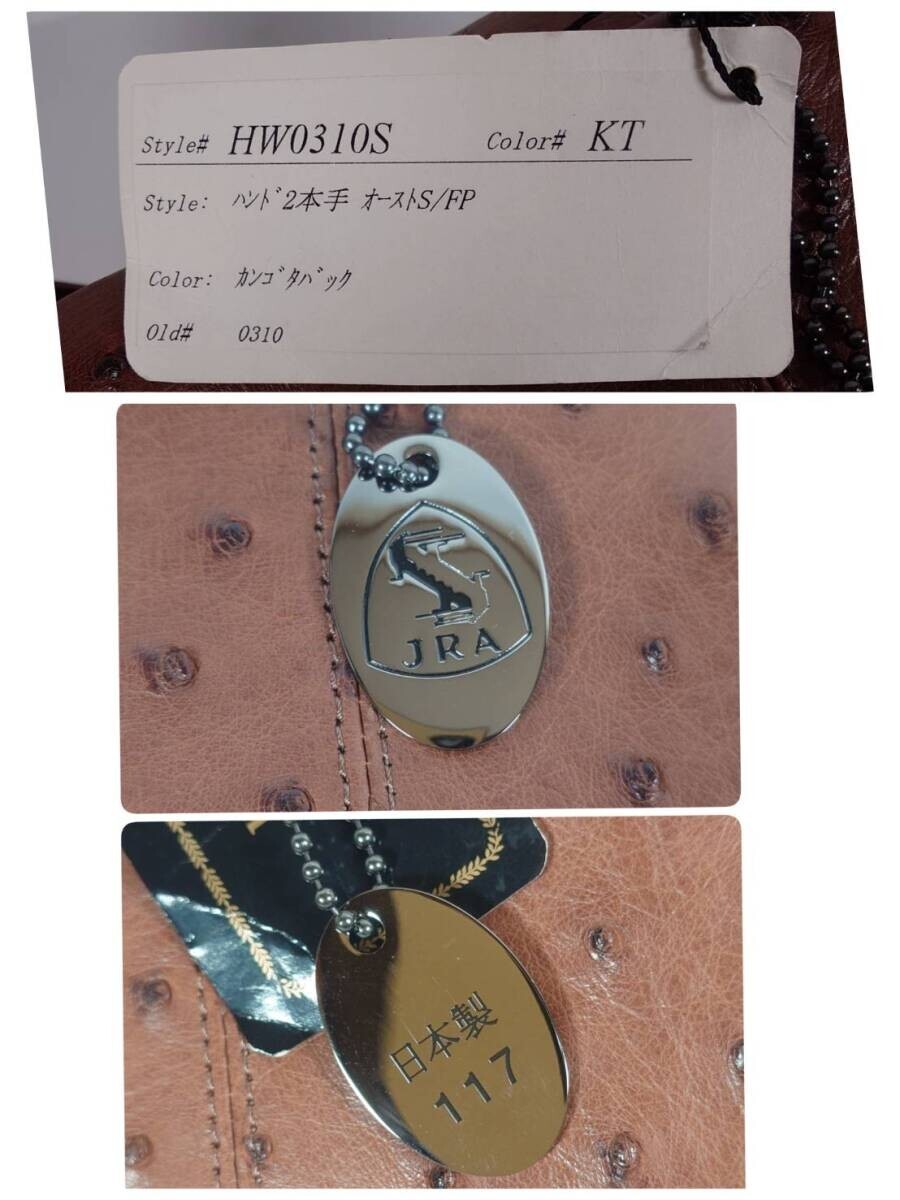 Style# HW0310S Color# KT
Style: ﾊﾝﾄﾞ2本手 ｵｰｽﾄS/FP
Color: ｶﾝｺﾞﾀﾊﾞｯｸ
Old# 0310
JRA
日本製
117